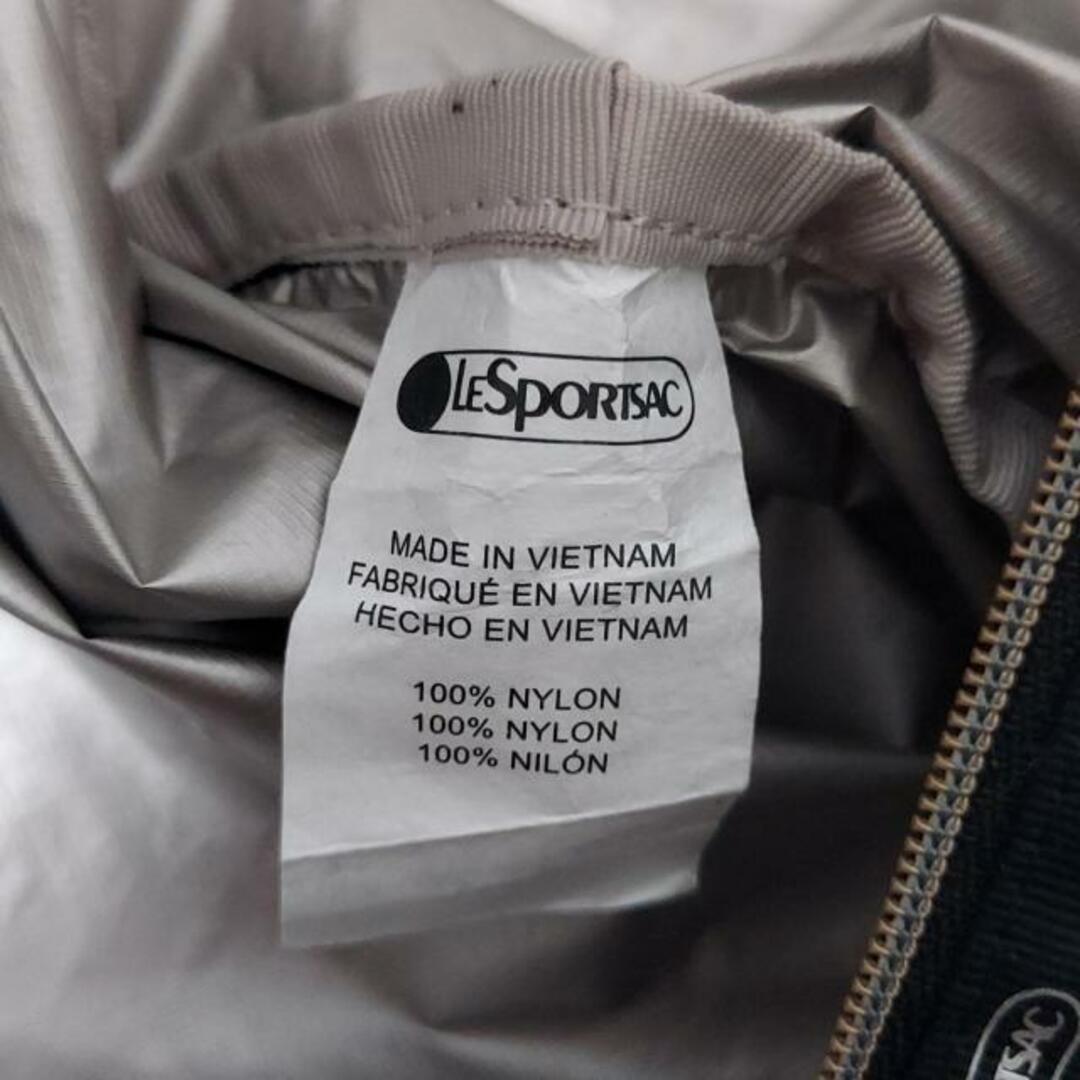 LESPORTSAC
MADE IN VIETNAM
FABRIQUÉ EN VIETNAM
HECHO EN VIETNAM
100% NYLON
100% NYLON
100% NILÓN